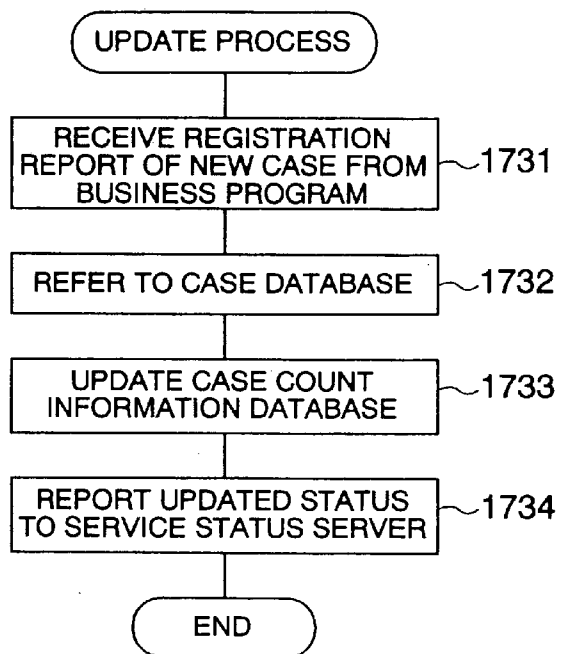 UPDATE PROCESS
RECEIVE REGISTRATION
REPORT OF NEW CASE FROM
BUSINESS PROGRAM
1731
REFER TO CASE DATABASE
1732
UPDATE CASE COUNT
INFORMATION DATABASE
1733
REPORT UPDATED STATUS
TO SERVICE STATUS SERVER
1734
END